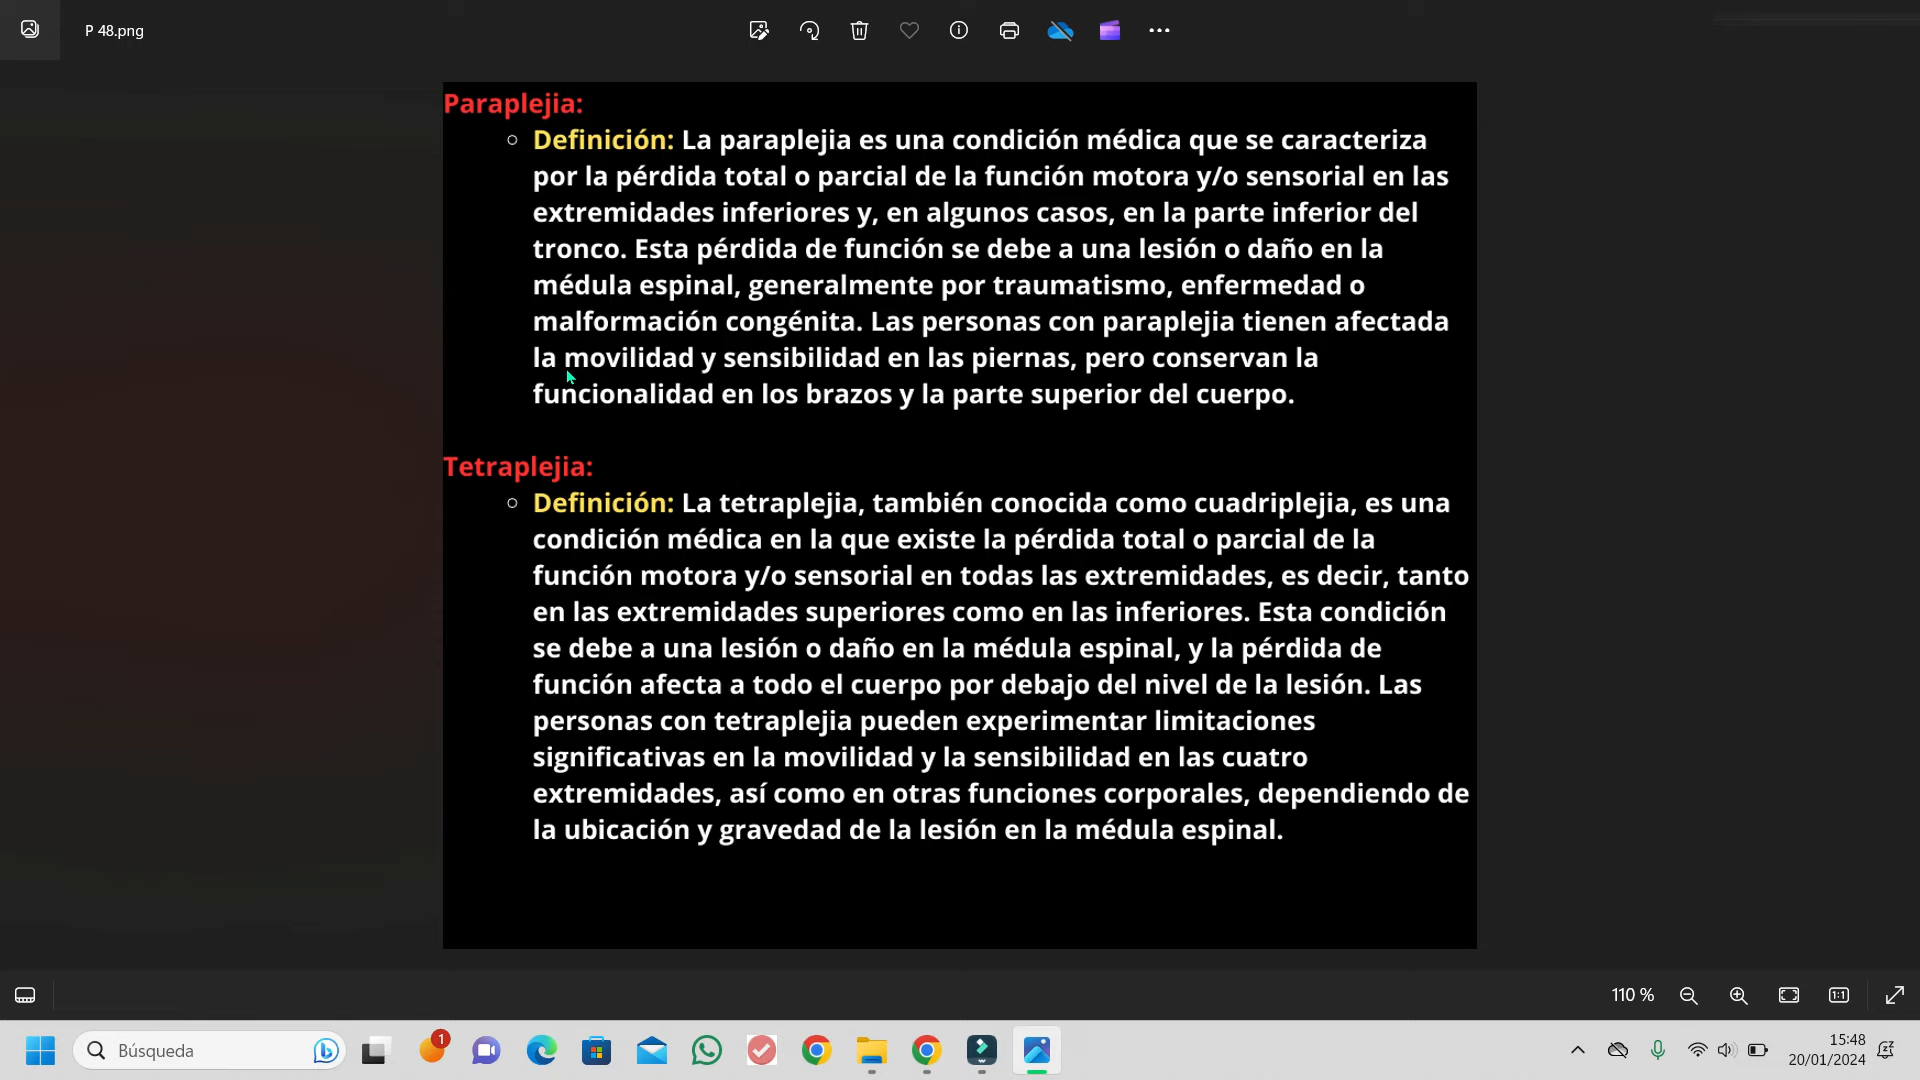 P 48.png
Paraplejia:
Definición: La paraplejia es una condición médica que se caracteriza
por la pérdida total o parcial de la función motora y/o sensorial en las
extremidades inferiores y, en algunos casos, en la parte inferior del
tronco. Esta pérdida de función se debe a una lesión o daño en la
médula espinal, generalmente por traumatismo, enfermedad o
malformación congénita. Las personas con paraplejia tienen afectada
la movilidad y sensibilidad en las piernas, pero conservan la
funcionalidad en los brazos y la parte superior del cuerpo.
Tetraplejia:
Definición: La tetraplejia, también conocida como cuadriplejia, es una
condición médica en la que existe la pérdida total o parcial de la
función motora y/o sensorial en todas las extremidades, es decir, tanto
en las extremidades superiores como en las inferiores. Esta condición
se debe a una lesión o daño en la médula espinal, y la pérdida de
función afecta a todo el cuerpo por debajo del nivel de la lesión. Las
personas con tetraplejia pueden experimentar limitaciones
significativas en la movilidad y la sensibilidad en las cuatro
extremidades, así como en otras funciones corporales, dependiendo de
la ubicación y gravedad de la lesión en la médula espinal.
110 %
1:1
Búsqueda
1
15:48
20/01/2024